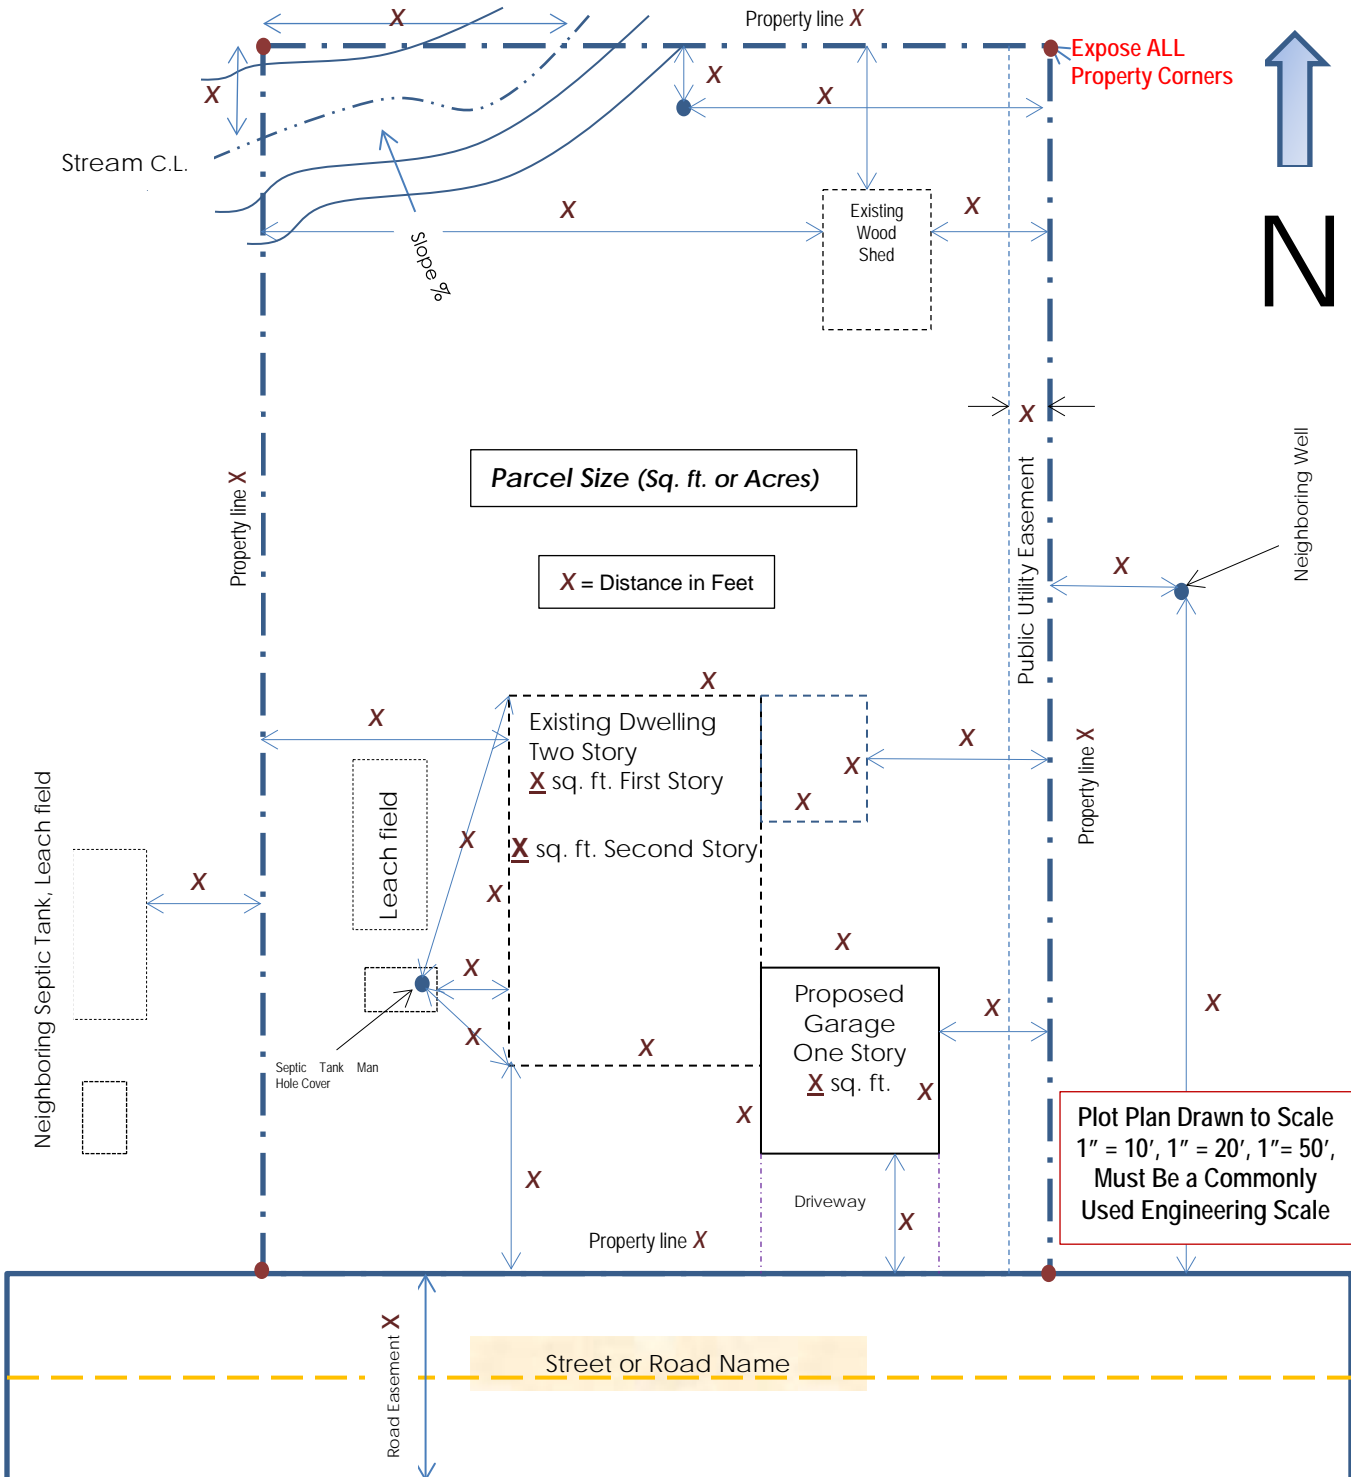 X
Property line X
Expose ALL
Property Corners
X
X
X
Stream C.L.
X
Existing
Wood
Shed
X
N
Slope %
X
Property line X
Parcel Size (Sq. ft. or Acres)
X = Distance in Feet
Public Utility Easement
X
Neighboring Well
X
X
Existing Dwelling
Two Story
X sq. ft. First Story
X sq. ft. Second Story
X
X
X
X
Property line X
Leach field
X
X
Neighboring Septic Tank, Leach field
X
X
X
X
Septic Tank Man
Hole Cover
X
Proposed
Garage
One Story
X sq. ft.
X
X
X
X
X
Plot Plan Drawn to Scale
1" = 10', 1" = 20', 1"= 50',
Must Be a Commonly
Used Engineering Scale
X
Driveway
X
Property line X
Road Easement X
Street or Road Name